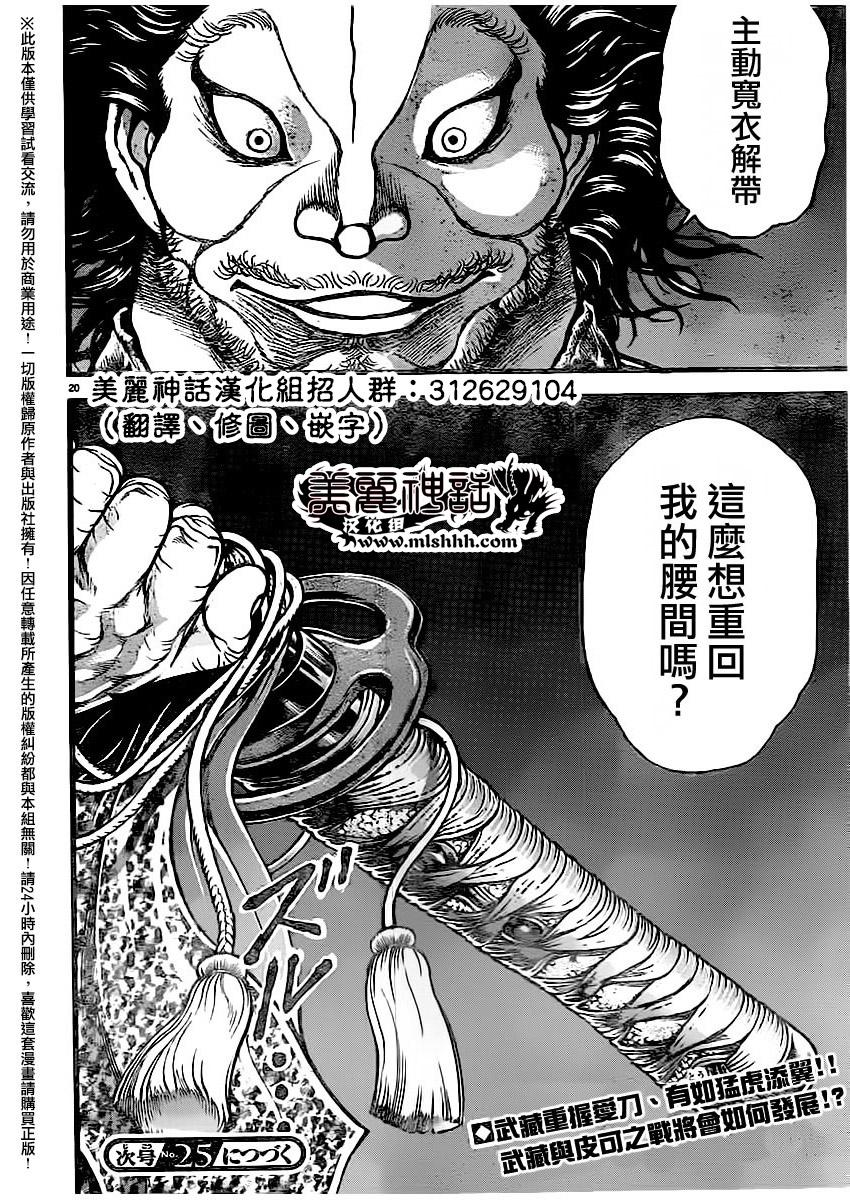 主動寬衣解帶
20
美麗神話漢化組招人群：312629104
（翻譯、修圖、嵌字）
美麗神話
汉化组
www.mlshhh.com
這麼想重回
我的腰間嗎？
ズルル
武藏重握愛刀、有如猛虎添翼!!
武藏與皮可之戰將會如何發展!?
次号No.25につづく
※此版本僅供學習試看交流，請勿用於商業用途！一切版權歸原作者與出版社擁有！因任意轉載所產生的版權糾紛都與本組無關！請24小時內刪除，喜歡這套漫畫請購買正版！